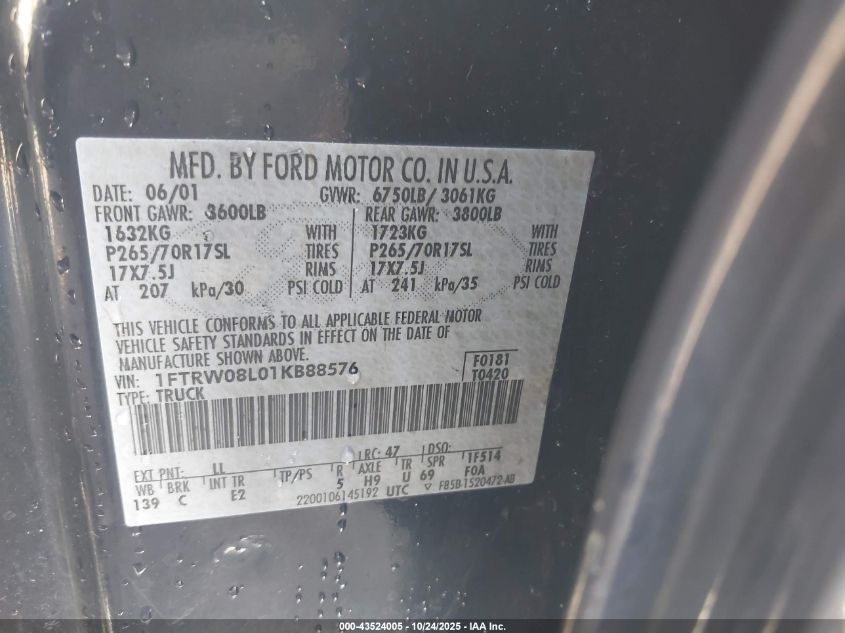 MFD. BY FORD MOTOR CO. IN U.S.A.
DATE: 06/01 GVWR: 6750LB/ 3061KG
FRONT GAWR: 3600LB REAR GAWR: 3800LB
1632KG WITH 1723KG WITH
P265/70R17SL TIRES P265/70R17SL TIRES
17X7.5J RIMS 17X7.5J RIMS
AT 207 kPa/30 PSI COLD AT 241 kPa/35 PSI COLD
THIS VEHICLE CONFORMS TO ALL APPLICABLE FEDERAL MOTOR
VEHICLE SAFETY STANDARDS IN EFFECT ON THE DATE OF
MANUFACTURE SHOWN ABOVE.
VIN: 1FTRW08L01KB88576 F0181
TYPE: TRUCK T0420
EXT PNT: LL RC: 47 DSO:
WB BRK INT TR TP/PS R AXLE TR SPR 1F514
139 C E2 5 H9 U 69 F0A
2200106145192 UTC FB5B-1520472-AB
000-43524005 - 10/24/2025 - IAA Inc.